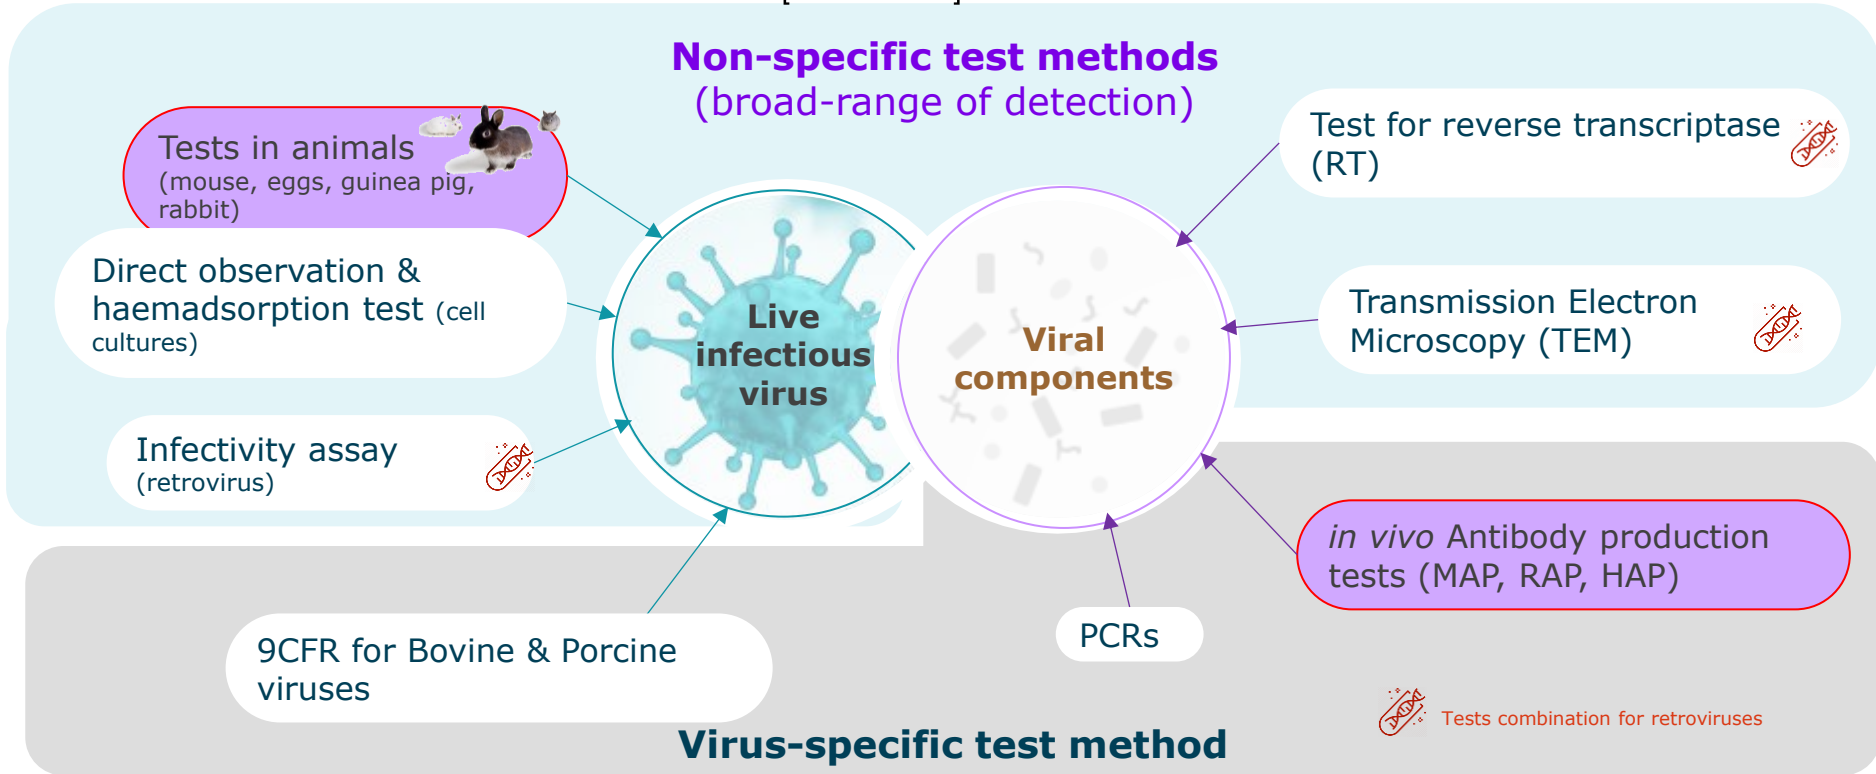 Non-specific test methods
(broad-range of detection)
Tests in animals
(mouse, eggs, guinea pig,
rabbit)
Direct observation &
haemadsorption test (cell
cultures)
Infectivity assay
(retrovirus)
Live
infectious
virus
Viral
components
Test for reverse transcriptase
(RT)
Transmission Electron
Microscopy (TEM)
in vivo Antibody production
tests (MAP, RAP, HAP)
PCRs
9CFR for Bovine & Porcine
viruses
Tests combination for retroviruses
Virus-specific test method